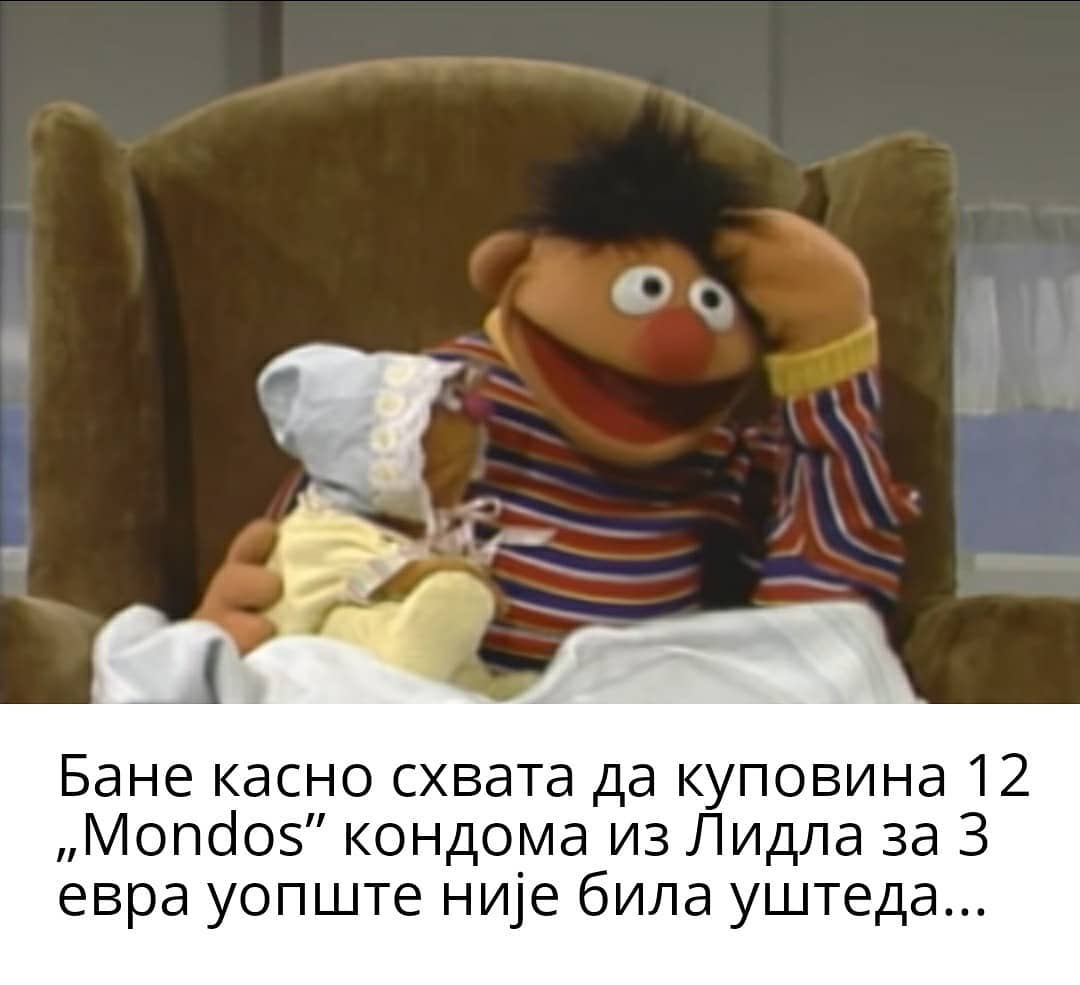 Бане касно схвата да куповина 12
„Mondos” кондома из Лидла за 3
евра уопште није била уштеда...